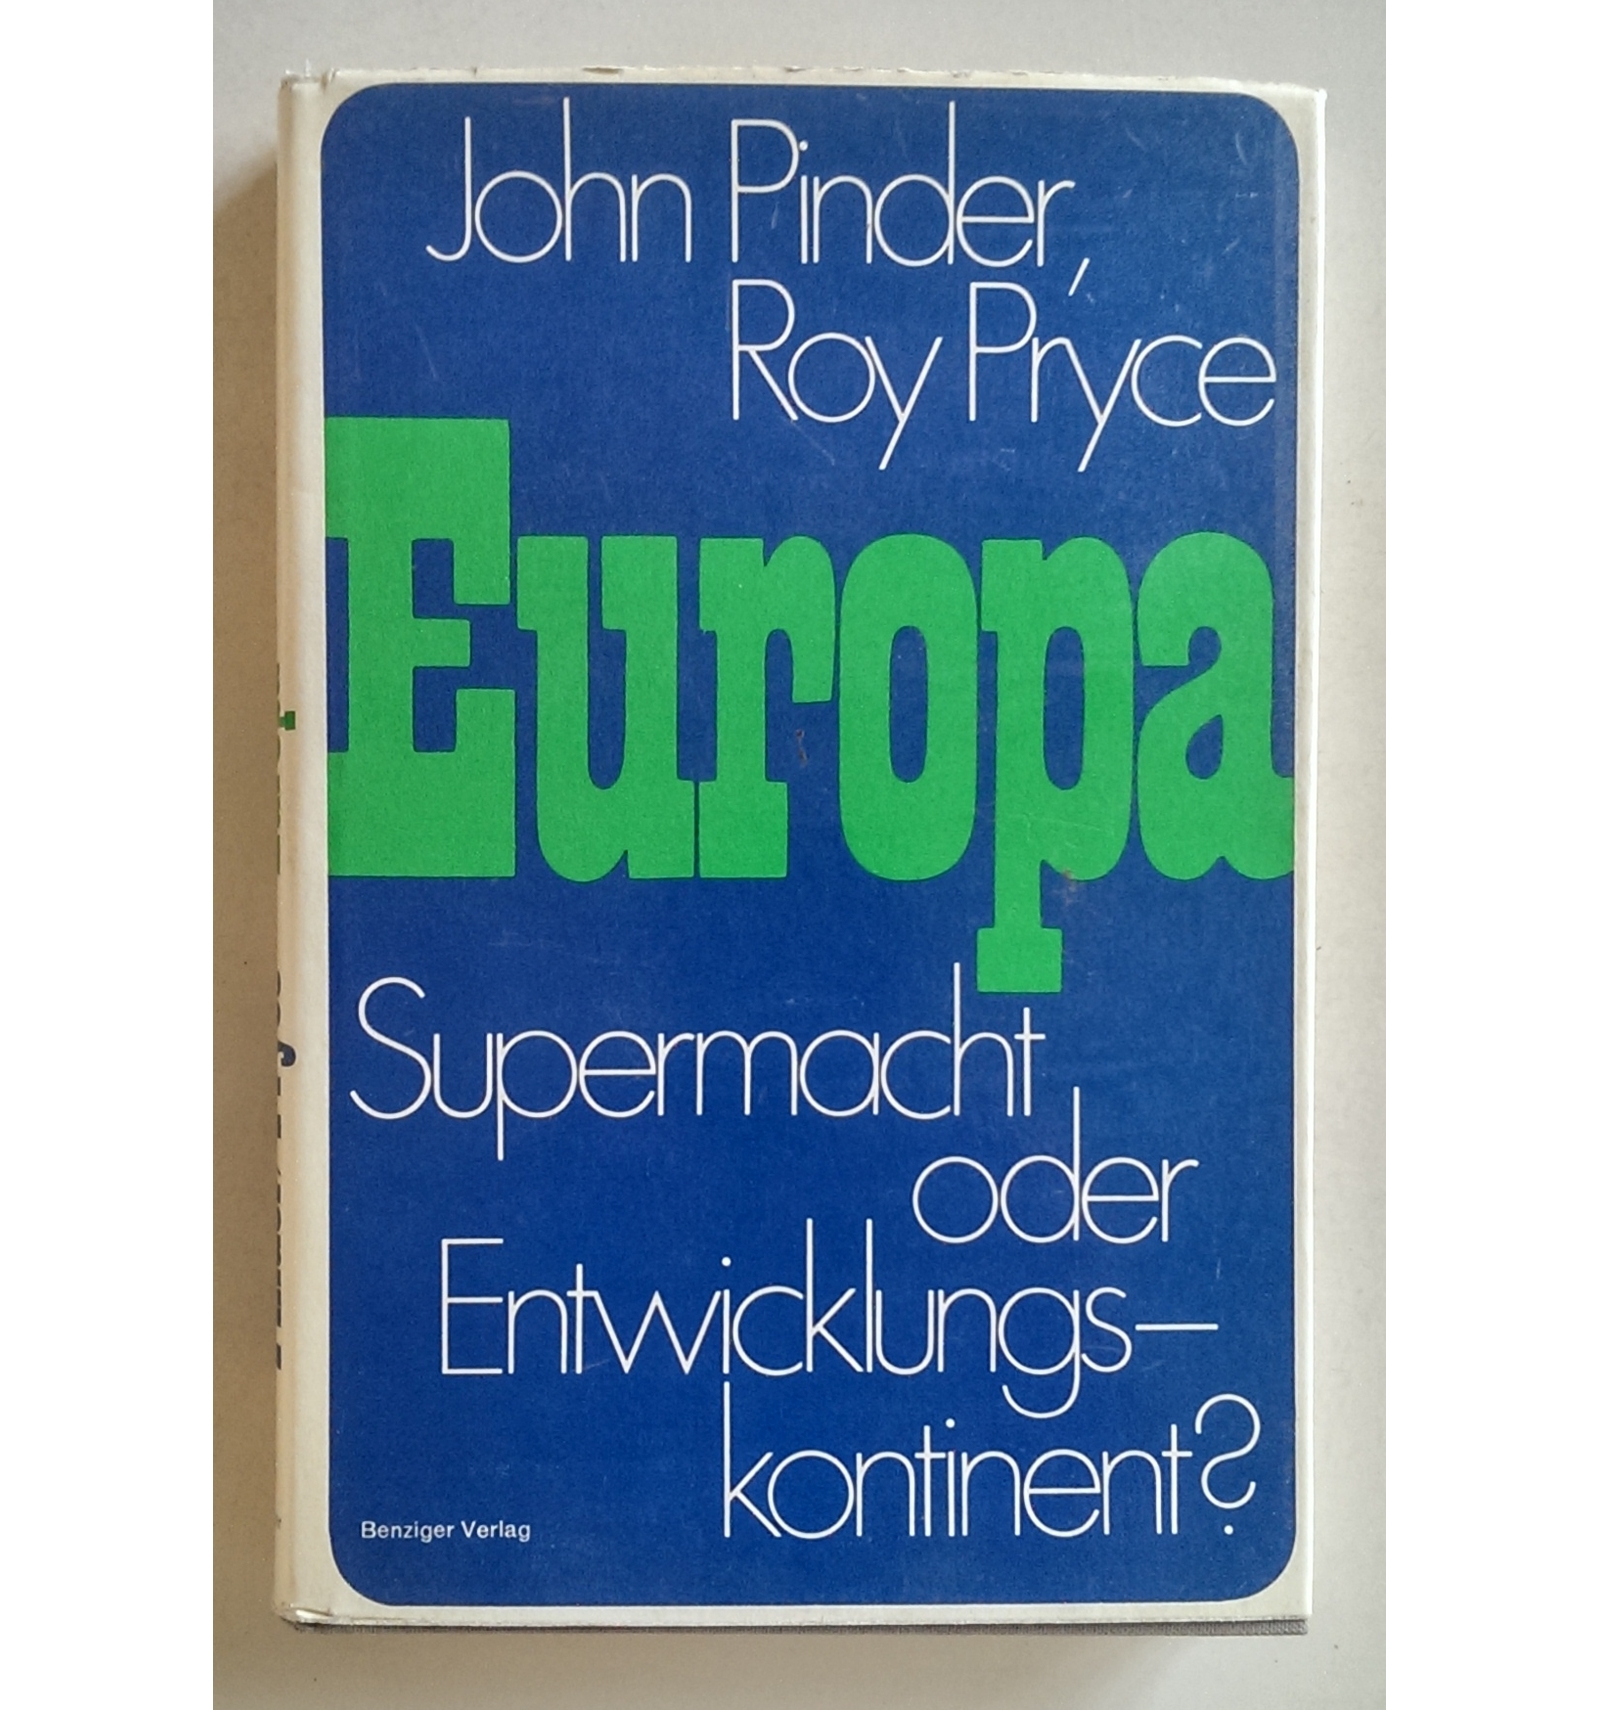 John Pinder,
Roy Pryce
Europa
Supermacht
oder
Entwicklungs-
kontinent?
Benziger Verlag